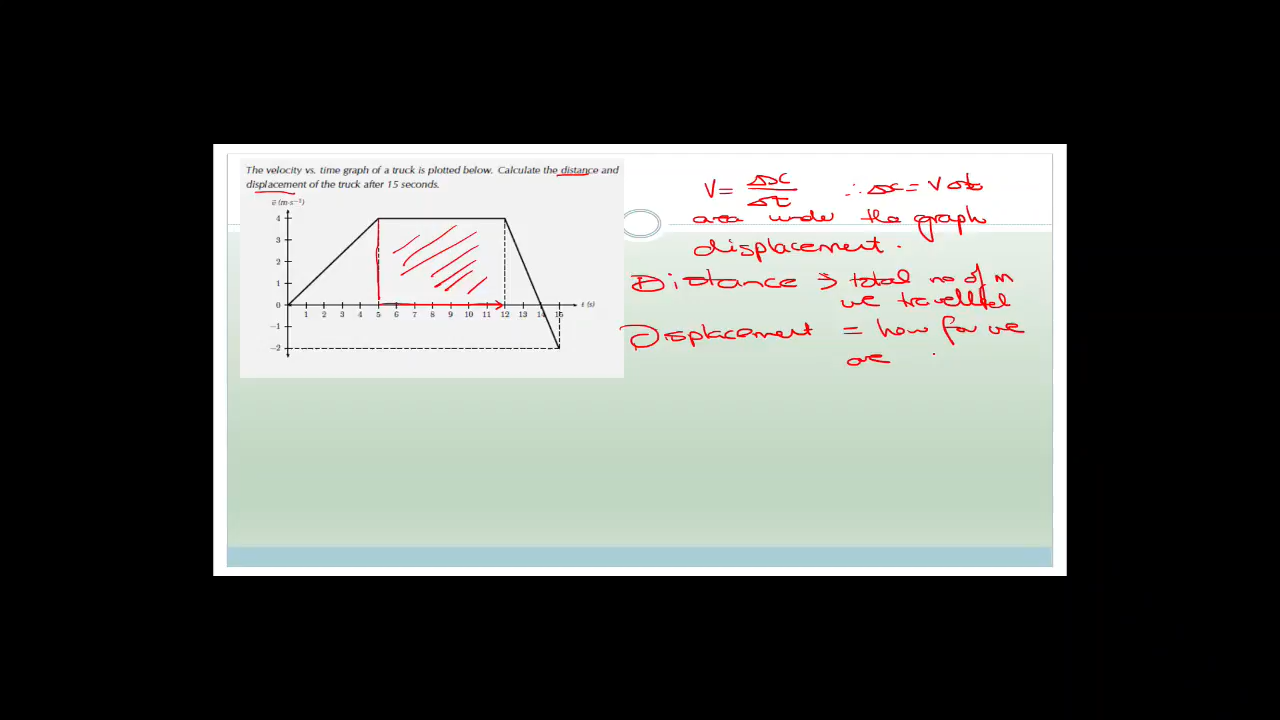 The velocity vs. time graph of a truck is plotted below. Calculate the distance and
displacement of the truck after 15 seconds.
v⃗ (m·s⁻¹)
4
3
2
1
0
−1
−2
1 2 3 4 5 6 7 8 9 10 11 12 13 14 15
t (s)
V = Δx/Δt ∴ Δx = V Δt
area under the graph
displacement.
Distance → total no of m
we travelled
Displacement = how far we
are